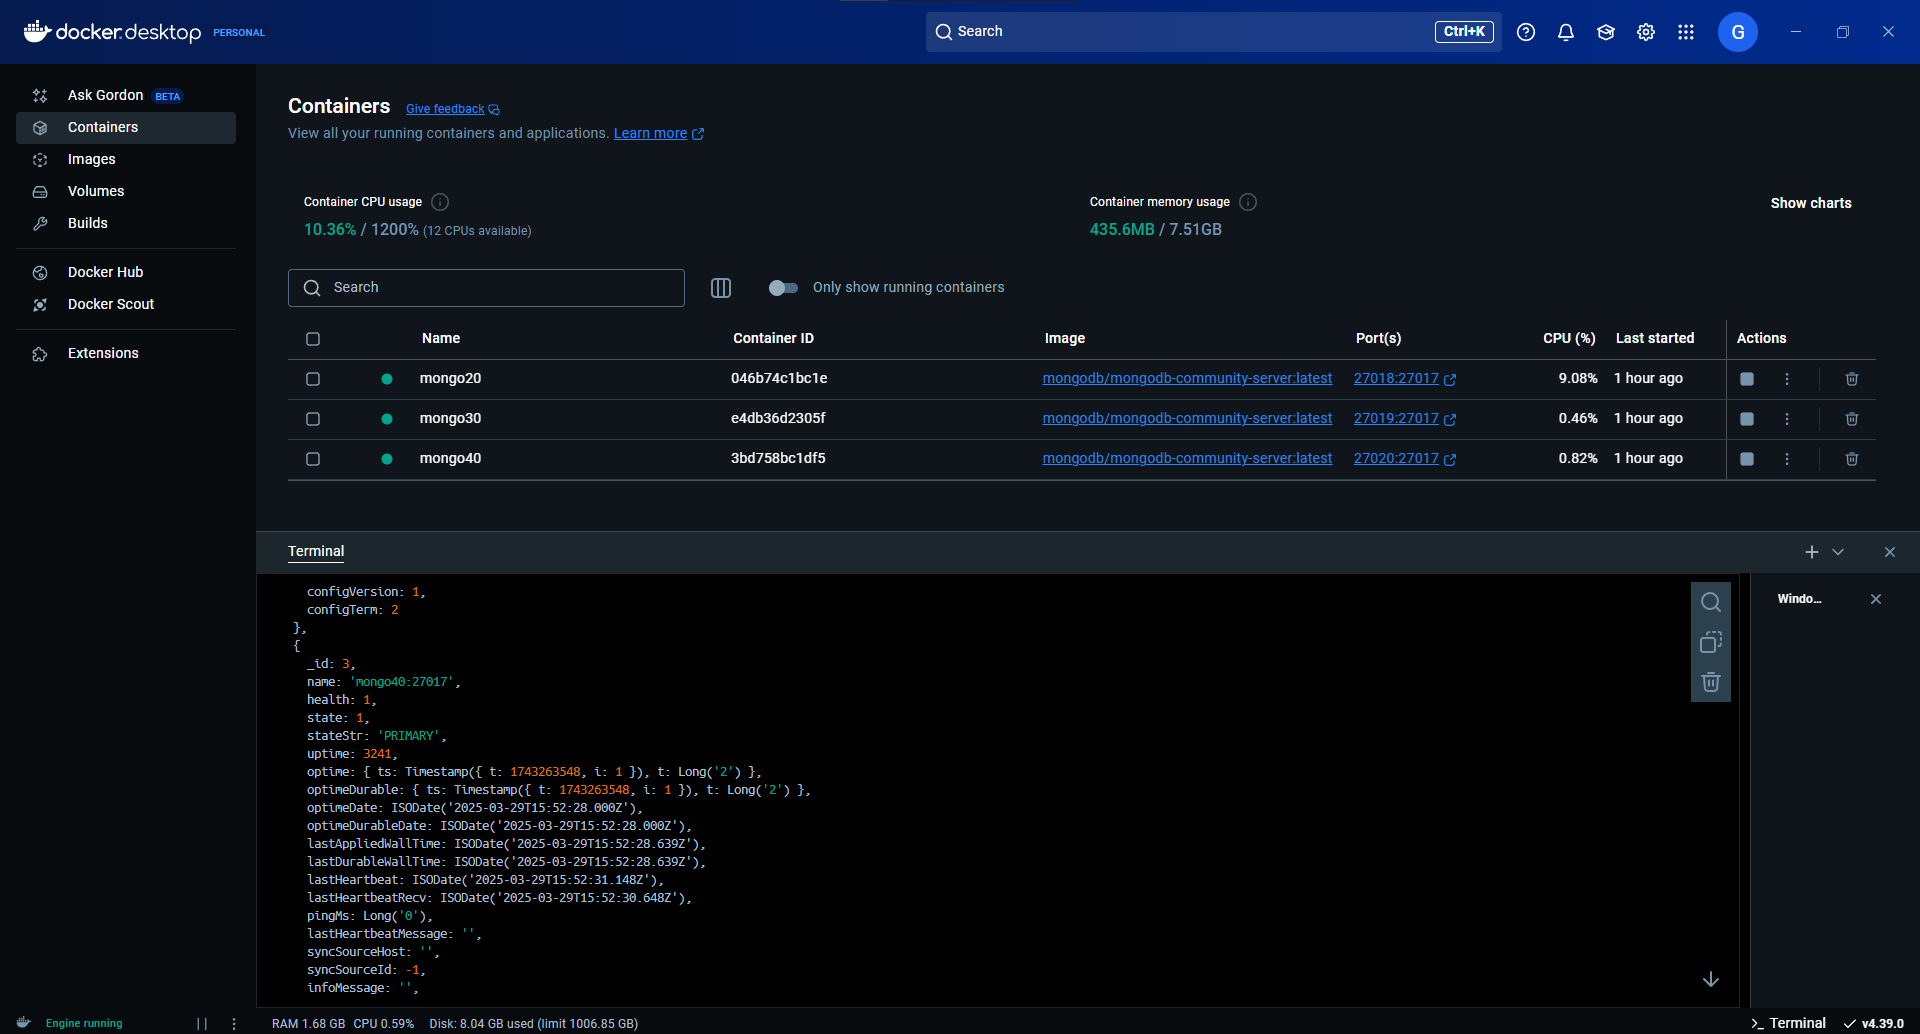 docker.desktop PERSONAL
Search Ctrl+K
G
Ask Gordon BETA
Containers
Images
Volumes
Builds
Docker Hub
Docker Scout
Extensions
Containers Give feedback
View all your running containers and applications. Learn more
Container CPU usage
10.36% / 1200% (12 CPUs available)
Container memory usage
435.6MB / 7.51GB
Show charts
Search
Only show running containers
Name Container ID Image Port(s) CPU (%) Last started Actions
mongo20 046b74c1bc1e mongodb/mongodb-community-server:latest 27018:27017 9.08% 1 hour ago
mongo30 e4db36d2305f mongodb/mongodb-community-server:latest 27019:27017 0.46% 1 hour ago
mongo40 3bd758bc1df5 mongodb/mongodb-community-server:latest 27020:27017 0.82% 1 hour ago
Terminal
configVersion: 1,
configTerm: 2
},
{
_id: 3,
name: 'mongo40:27017',
health: 1,
state: 1,
stateStr: 'PRIMARY',
uptime: 3241,
optime: { ts: Timestamp({ t: 1743263548, i: 1 }), t: Long('2') },
optimeDurable: { ts: Timestamp({ t: 1743263548, i: 1 }), t: Long('2') },
optimeDate: ISODate('2025-03-29T15:52:28.000Z'),
optimeDurableDate: ISODate('2025-03-29T15:52:28.000Z'),
lastAppliedWallTime: ISODate('2025-03-29T15:52:28.639Z'),
lastDurableWallTime: ISODate('2025-03-29T15:52:28.639Z'),
lastHeartbeat: ISODate('2025-03-29T15:52:31.148Z'),
lastHeartbeatRecv: ISODate('2025-03-29T15:52:30.648Z'),
pingMs: Long('0'),
lastHeartbeatMessage: '',
syncSourceHost: '',
syncSourceId: -1,
infoMessage: '',
Windo...
Engine running
RAM 1.68 GB CPU 0.59% Disk: 8.04 GB used (limit 1006.85 GB)
>_ Terminal
v4.39.0